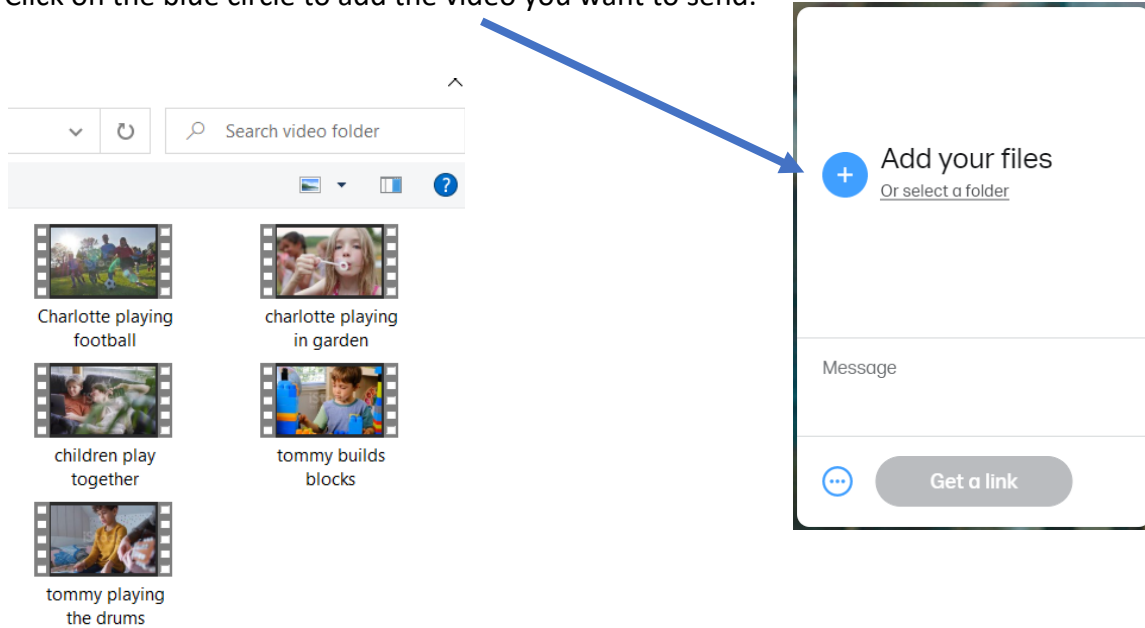 Click on the blue circle to add the video you want to send.
Search video folder
Charlotte playing
football
charlotte playing
in garden
children play
together
tommy builds
blocks
tommy playing
the drums
Add your files
Or select a folder
Message
Get a link